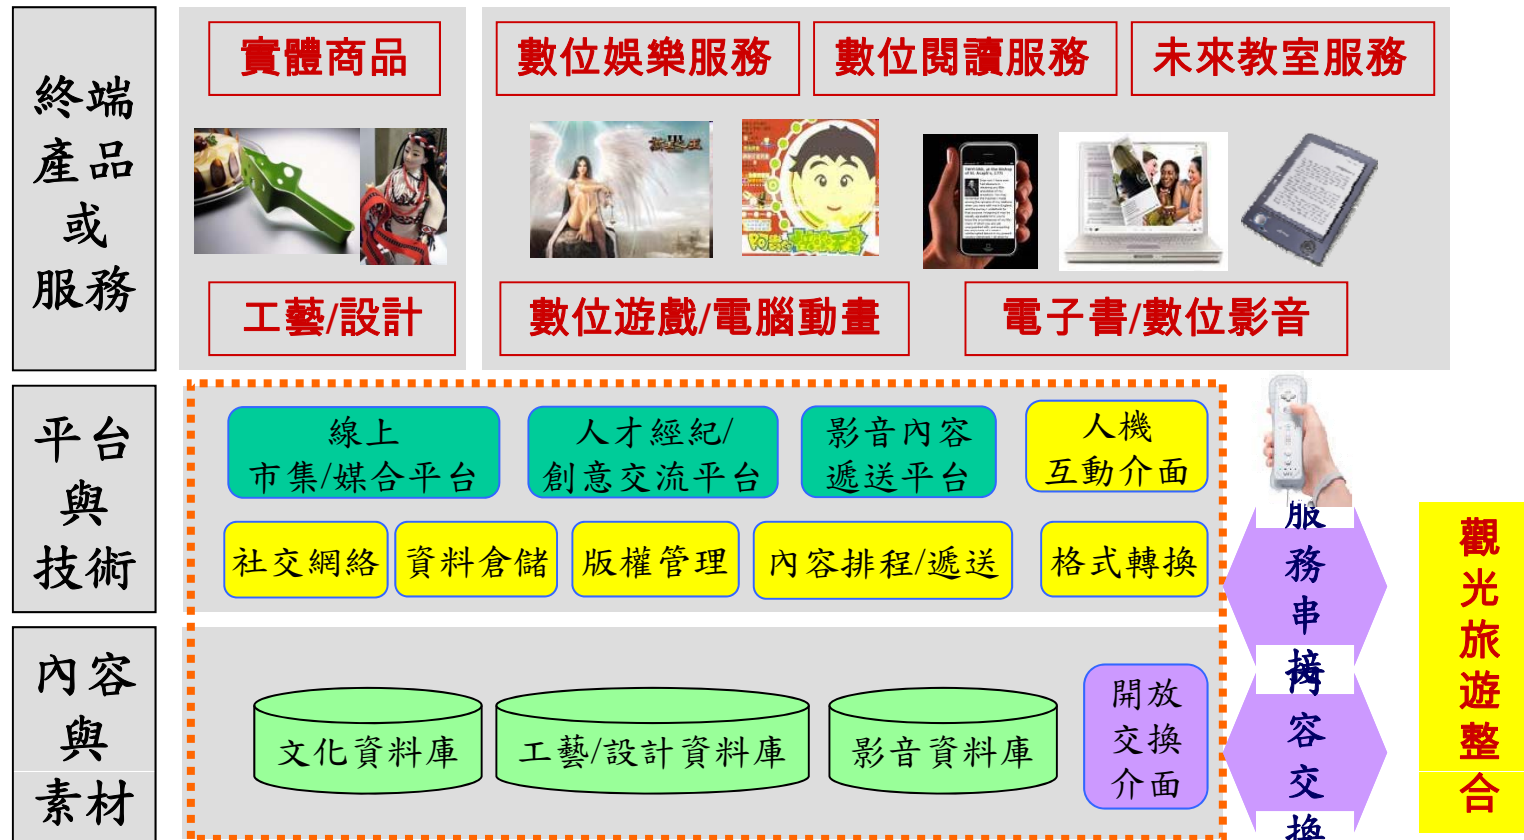 終端
產品
或
服務
實體商品
數位娛樂服務
數位閱讀服務
未來教室服務
工藝/設計
數位遊戲/電腦動畫
電子書/數位影音
平台
與
技術
線上
市集/媒合平台
人才經紀/
創意交流平台
影音內容
遞送平台
人機
互動介面
社交網絡
資料倉儲
版權管理
內容排程/遞送
格式轉換
服
務
串
接
內
容
交
換
觀
光
旅
遊
整
合
內容
與
素材
文化資料庫
工藝/設計資料庫
影音資料庫
開放
交換
介面